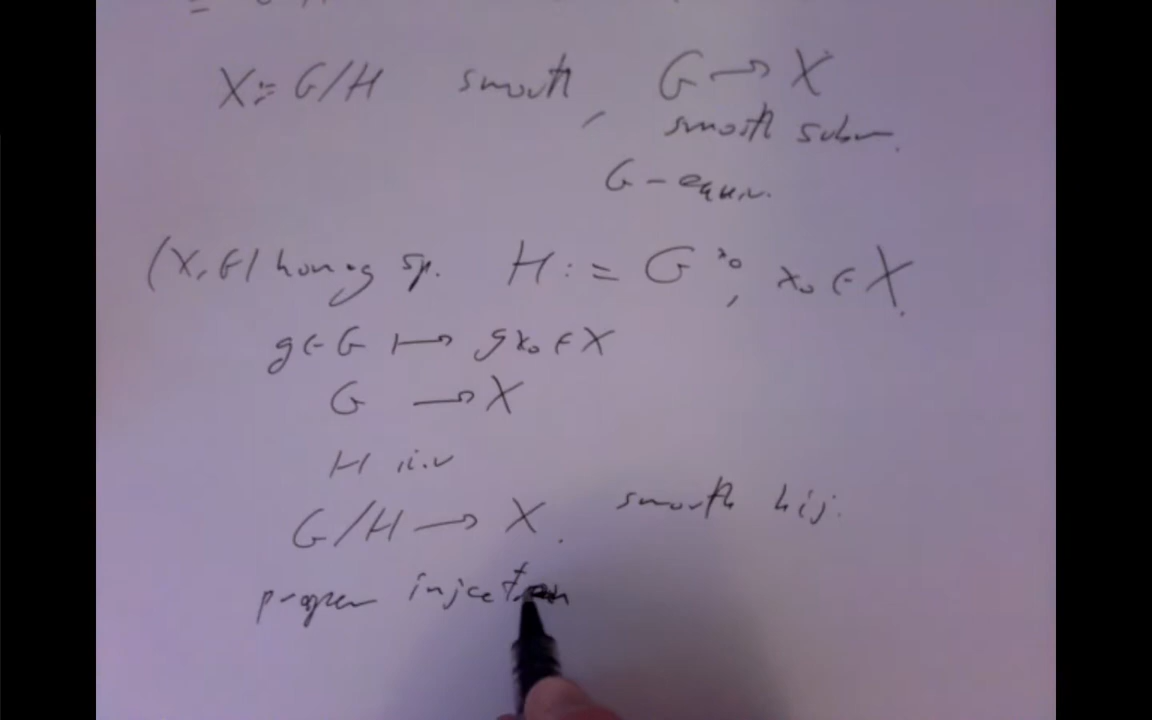 X := G/H smooth, G → X
smooth subm.
G-equiv.
(X, G) homog sp. H := G^{x₀}, x₀ ∈ X.
g ∈ G ↦ gx₀ ∈ X
G → X
H inv
G/H → X. smooth bij.
proper injection